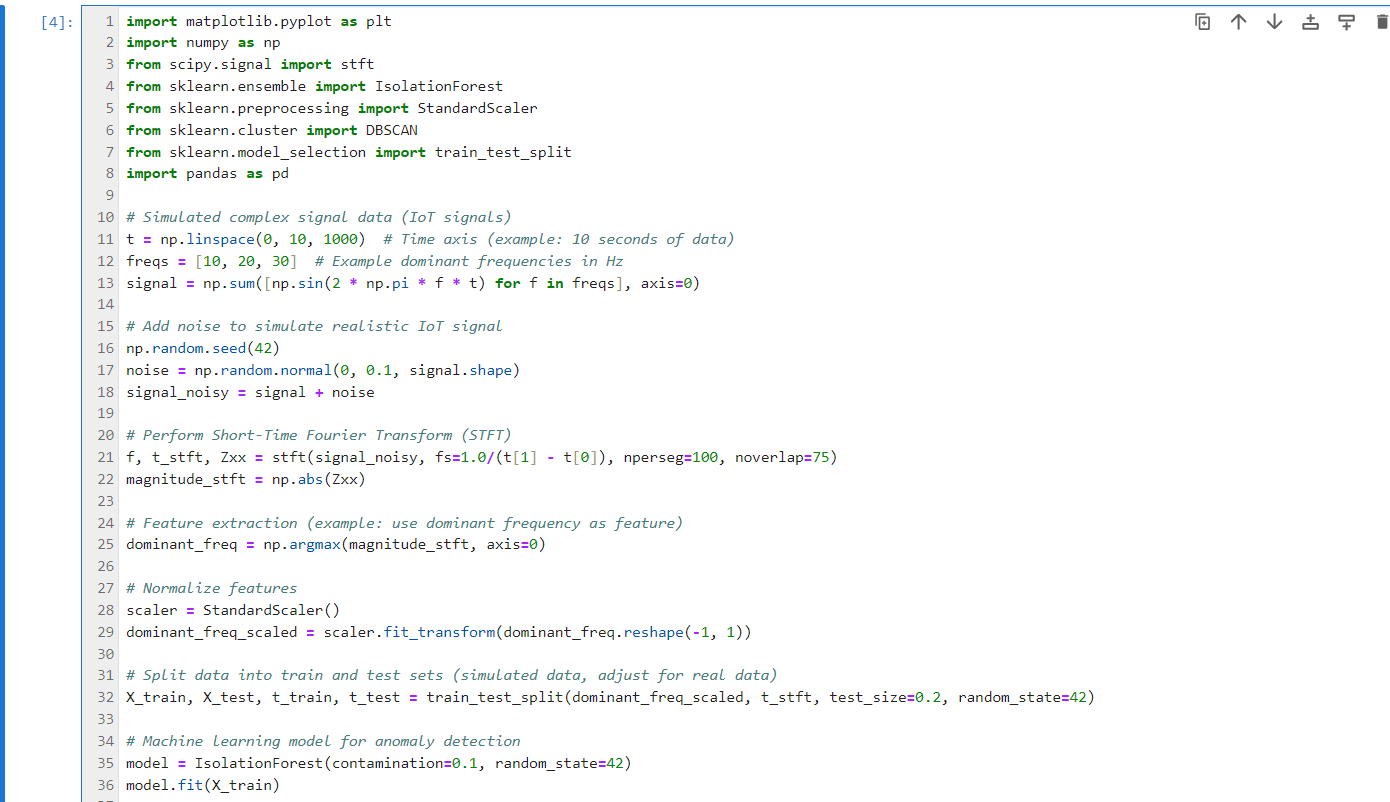 [4]:
1 import matplotlib.pyplot as plt
2 import numpy as np
3 from scipy.signal import stft
4 from sklearn.ensemble import IsolationForest
5 from sklearn.preprocessing import StandardScaler
6 from sklearn.cluster import DBSCAN
7 from sklearn.model_selection import train_test_split
8 import pandas as pd
9
10 # Simulated complex signal data (IoT signals)
11 t = np.linspace(0, 10, 1000)  # Time axis (example: 10 seconds of data)
12 freqs = [10, 20, 30]  # Example dominant frequencies in Hz
13 signal = np.sum([np.sin(2 * np.pi * f * t) for f in freqs], axis=0)
14
15 # Add noise to simulate realistic IoT signal
16 np.random.seed(42)
17 noise = np.random.normal(0, 0.1, signal.shape)
18 signal_noisy = signal + noise
19
20 # Perform Short-Time Fourier Transform (STFT)
21 f, t_stft, Zxx = stft(signal_noisy, fs=1.0/(t[1] - t[0]), nperseg=100, noverlap=75)
22 magnitude_stft = np.abs(Zxx)
23
24 # Feature extraction (example: use dominant frequency as feature)
25 dominant_freq = np.argmax(magnitude_stft, axis=0)
26
27 # Normalize features
28 scaler = StandardScaler()
29 dominant_freq_scaled = scaler.fit_transform(dominant_freq.reshape(-1, 1))
30
31 # Split data into train and test sets (simulated data, adjust for real data)
32 X_train, X_test, t_train, t_test = train_test_split(dominant_freq_scaled, t_stft, test_size=0.2, random_state=42)
33
34 # Machine learning model for anomaly detection
35 model = IsolationForest(contamination=0.1, random_state=42)
36 model.fit(X_train)